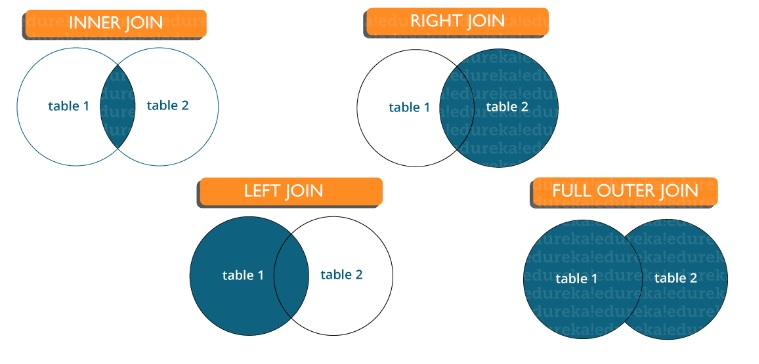 INNER JOIN
table 1
table 2
RIGHT JOIN
table 1
table 2
LEFT JOIN
table 1
table 2
FULL OUTER JOIN
table 1
table 2